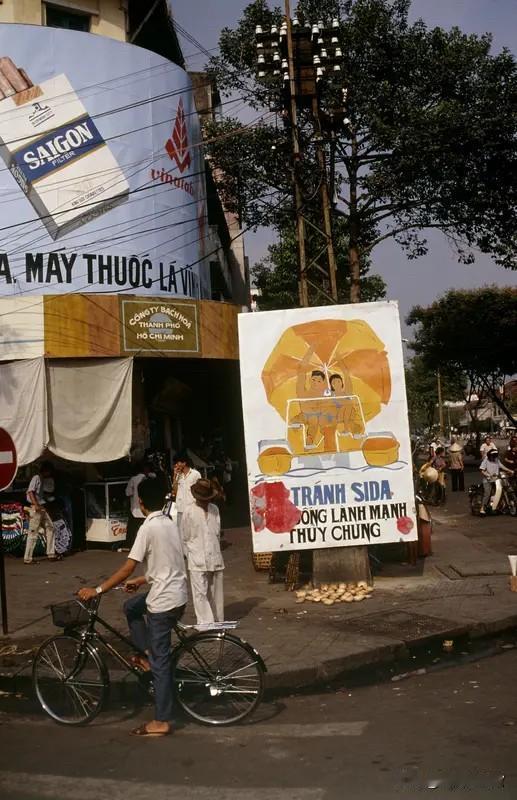 SAIGON
FILTER
vinataba
A, MÁY THUỐC LÁ VI
CÔNG TY BÁCH HÓA
THÀNH PHỐ
HỒ CHÍ MINH
TRÁNH SIDA
SỐNG LÀNH MẠNH
THỦY CHUNG